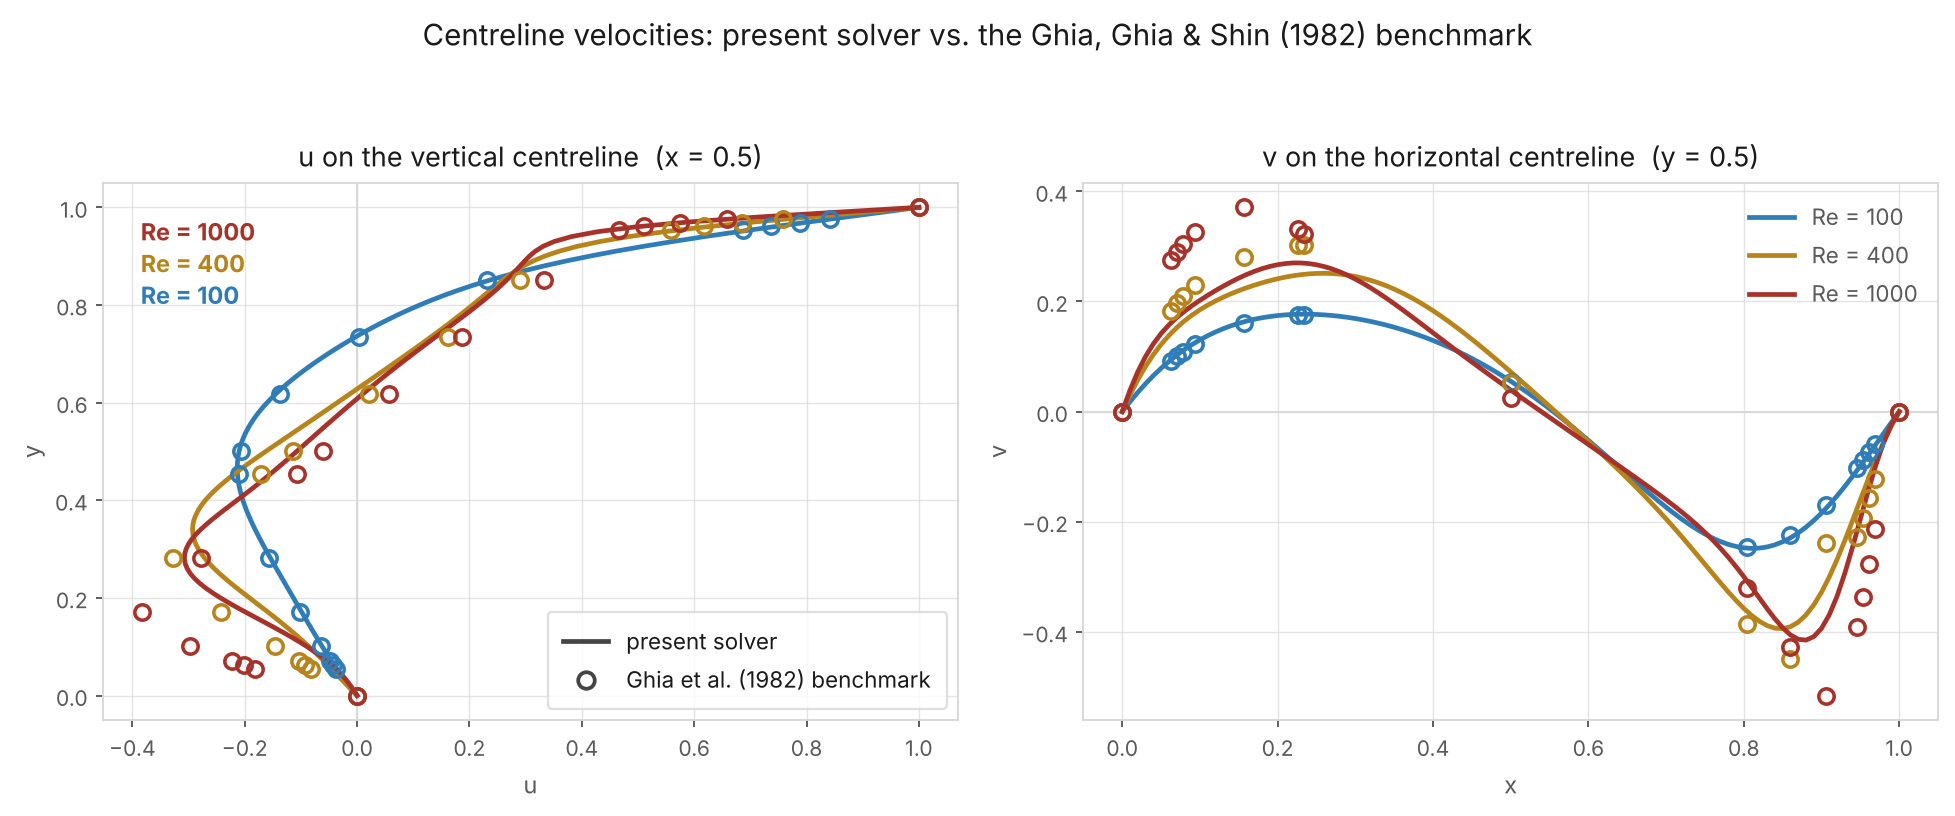 Centreline velocities: present solver vs. the Ghia, Ghia & Shin (1982) benchmark
u on the vertical centreline (x = 0.5)
1.0
0.8
0.6
0.4
0.2
0.0
y
Re = 1000
Re = 400
Re = 100
present solver
Ghia et al. (1982) benchmark
−0.4
−0.2
0.0
0.2
0.4
0.6
0.8
1.0
u
v on the horizontal centreline (y = 0.5)
0.4
0.2
0.0
−0.2
−0.4
v
Re = 100
Re = 400
Re = 1000
0.0
0.2
0.4
0.6
0.8
1.0
x